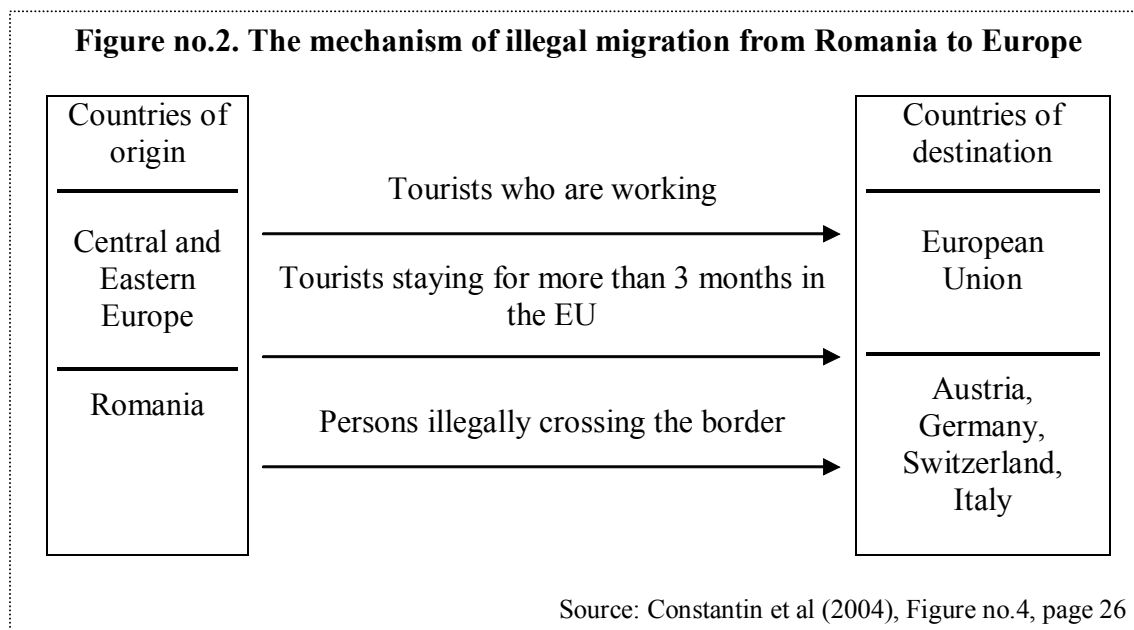 Figure no.2. The mechanism of illegal migration from Romania to Europe
Countries of
origin
Central and
Eastern
Europe
Romania
Tourists who are working
Tourists staying for more than 3 months in
the EU
Persons illegally crossing the border
Countries of
destination
European
Union
Austria,
Germany,
Switzerland,
Italy
Source: Constantin et al (2004), Figure no.4, page 26